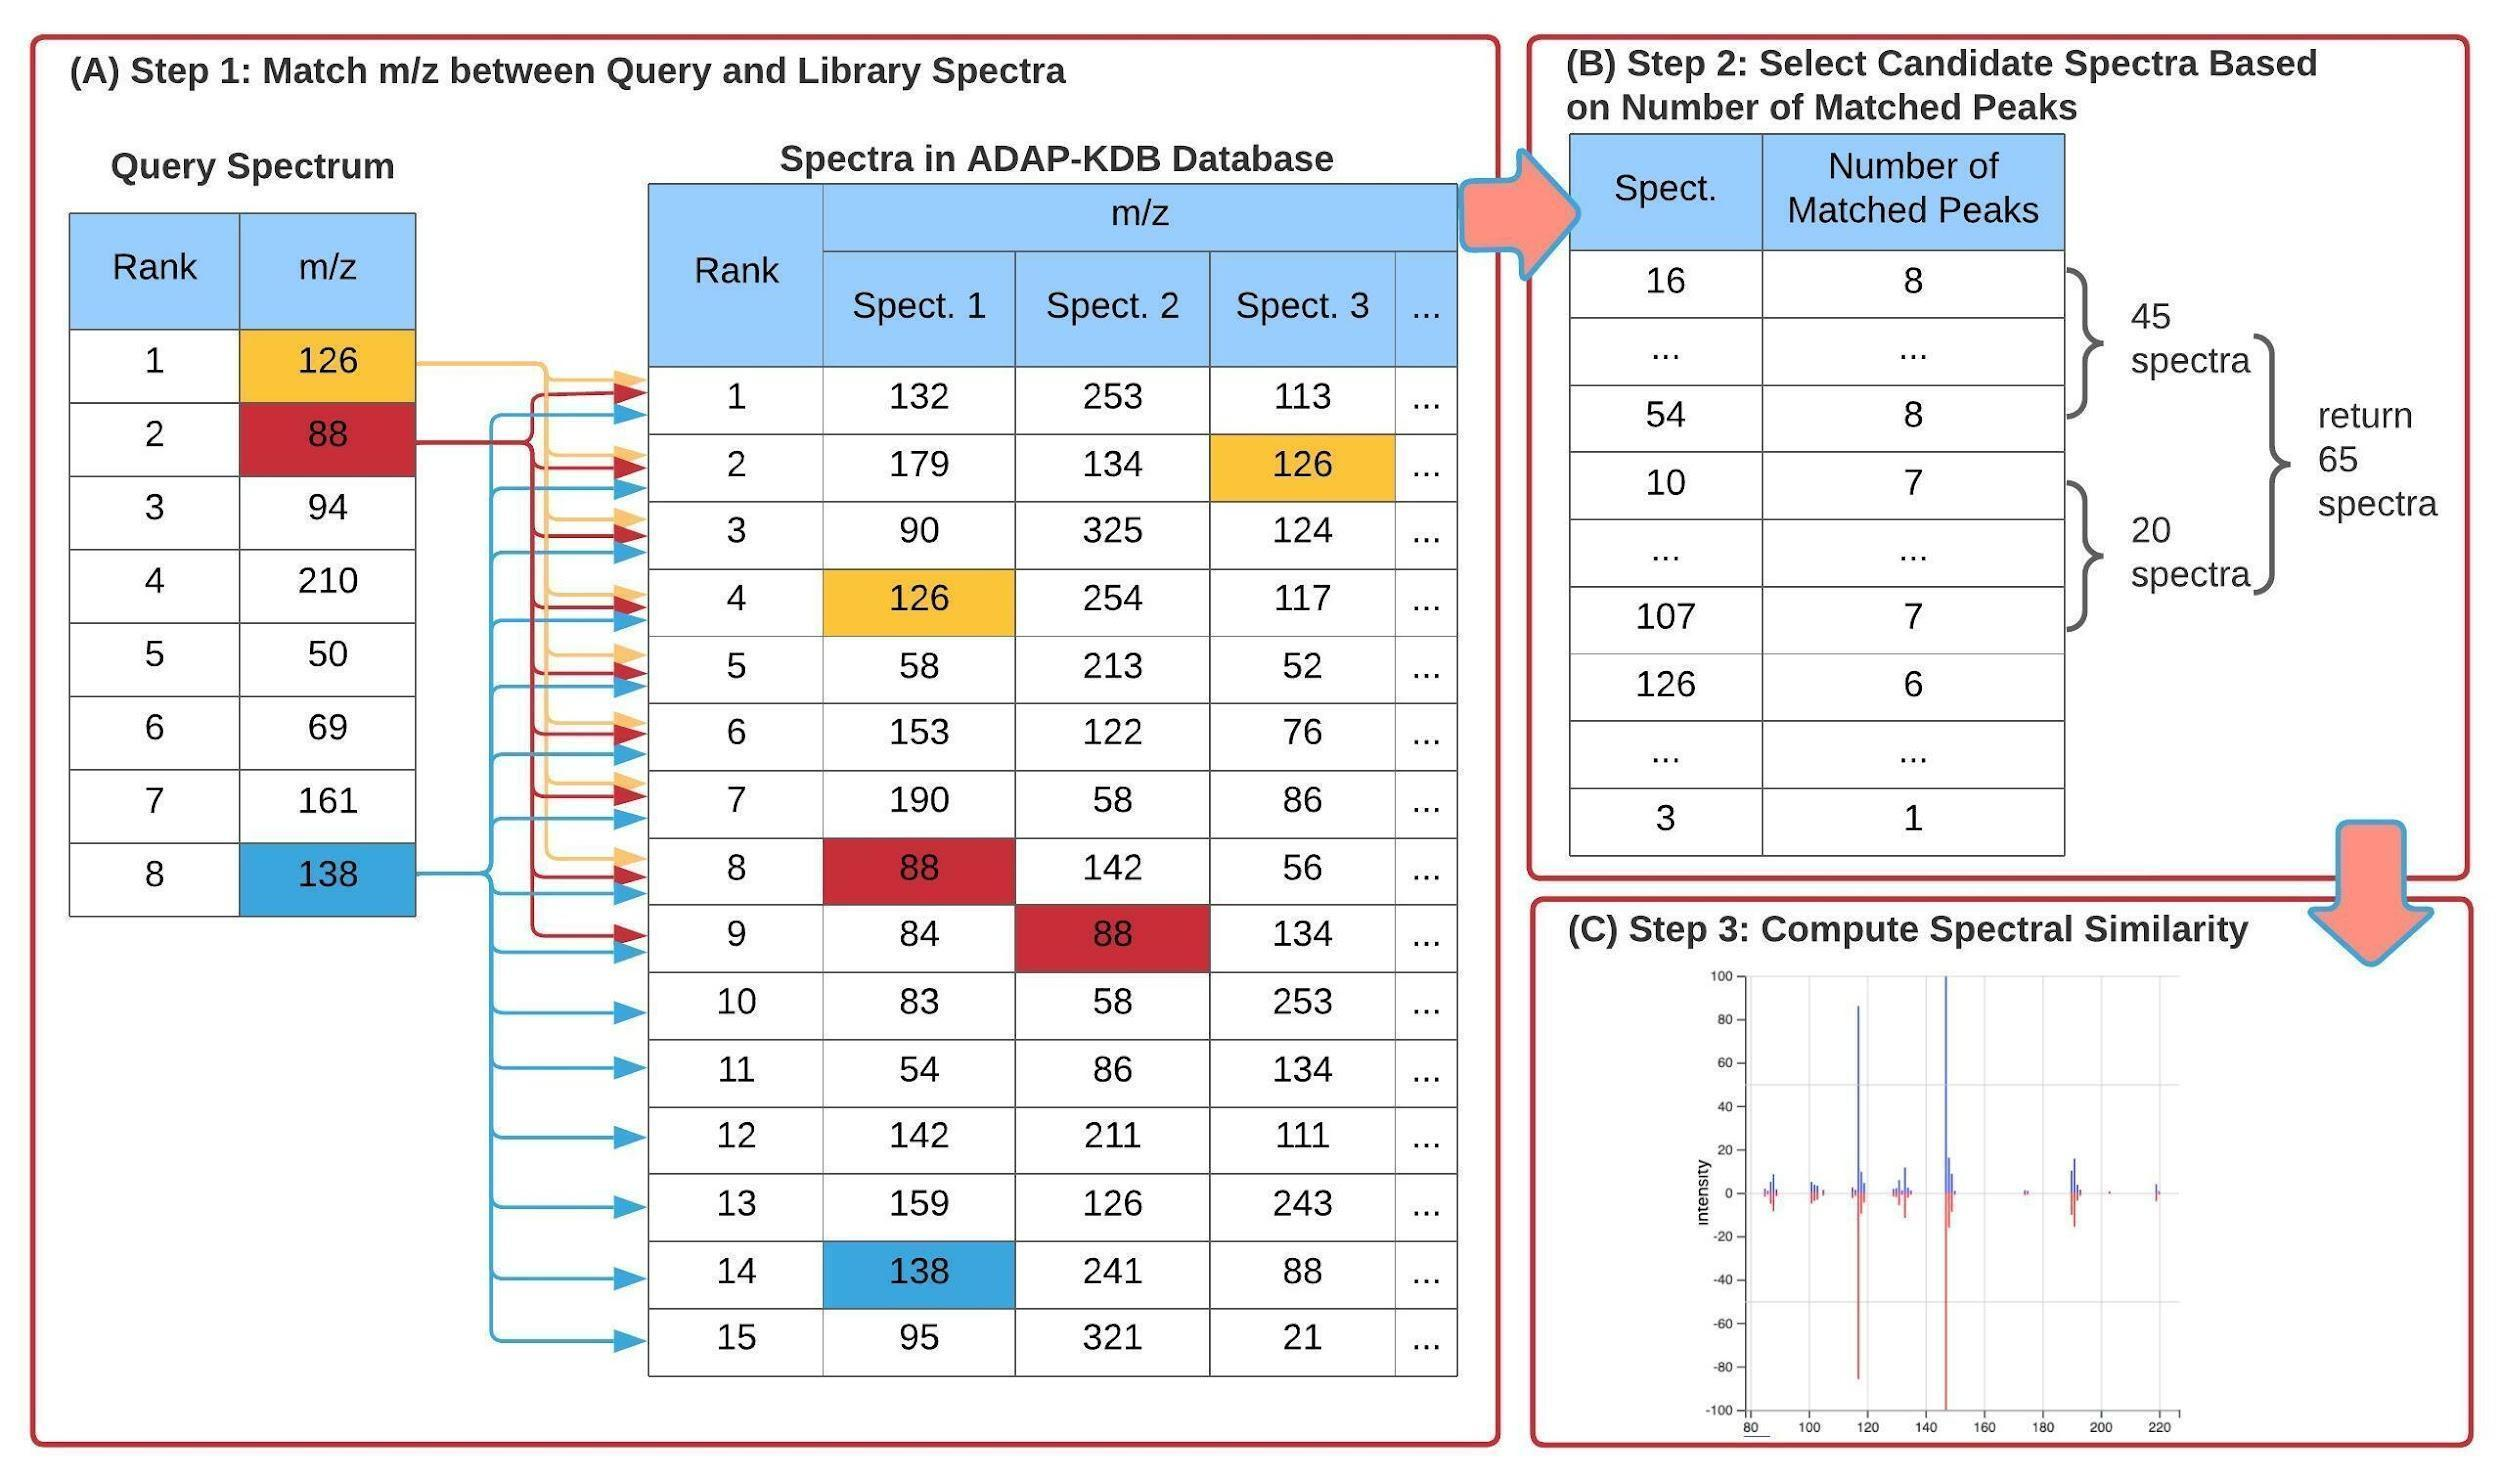 (A) Step 1: Match m/z between Query and Library Spectra
Query Spectrum
Rank m/z
1 126
2 88
3 94
4 210
5 50
6 69
7 161
8 138
Spectra in ADAP-KDB Database
Rank m/z
Spect. 1 Spect. 2 Spect. 3 ...
1 132 253 113 ...
2 179 134 126 ...
3 90 325 124 ...
4 126 254 117 ...
5 58 213 52 ...
6 153 122 76 ...
7 190 58 86 ...
8 88 142 56 ...
9 84 88 134 ...
10 83 58 253 ...
11 54 86 134 ...
12 142 211 111 ...
13 159 126 243 ...
14 138 241 88 ...
15 95 321 21 ...
(B) Step 2: Select Candidate Spectra Based
on Number of Matched Peaks
Spect. Number of
Matched Peaks
16 8
... ...
54 8
10 7
... ...
107 7
126 6
... ...
3 1
45
spectra
20
spectra
return
65
spectra
(C) Step 3: Compute Spectral Similarity
Intensity
100
80
60
40
20
0
-20
-40
-60
-80
-100
80 100 120 140 160 180 200 220